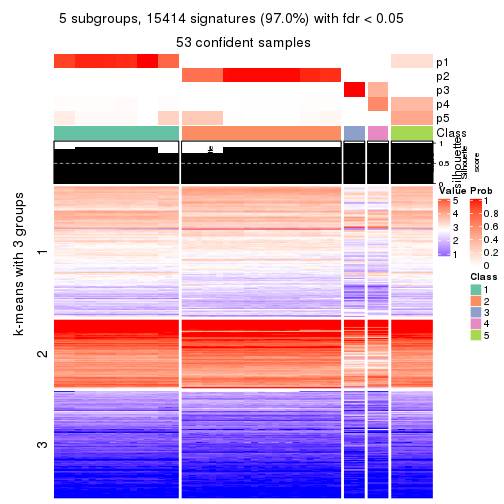 5 subgroups, 15414 signatures (97.0%) with fdr < 0.05
53 confident samples
p1
p2
p3
p4
p5
Class
1
0.5
0
silhouette
Silhouette
score
k-means with 3 groups
1
2
3
Value
5
4
3
2
1
Prob
1
0.8
0.6
0.4
0.2
0
Class
1
2
3
4
5